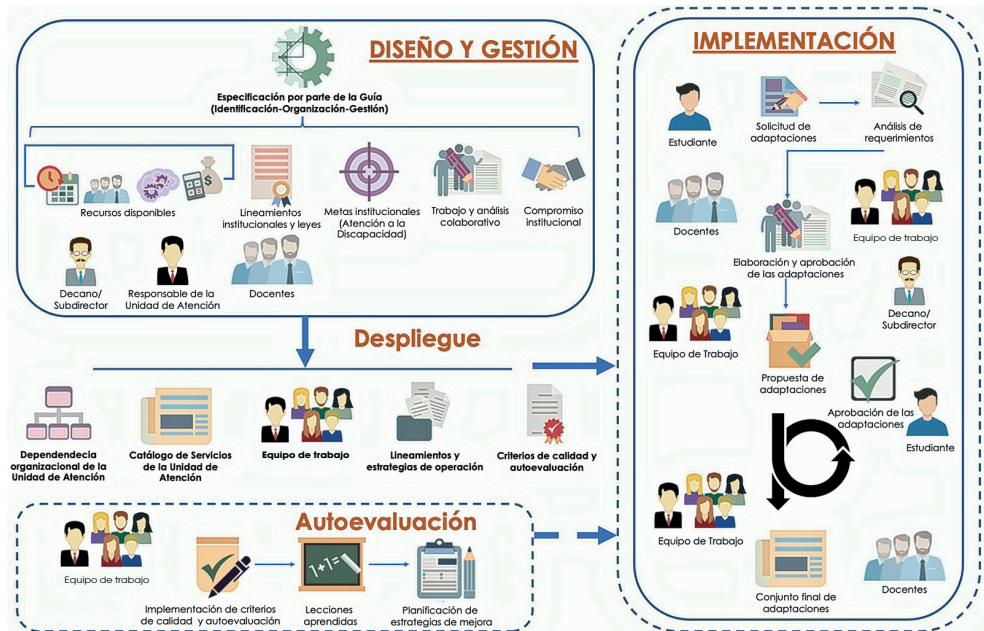 DISEÑO Y GESTIÓN
Especificación por parte de la Guía
(Identificación-Organización-Gestión)
Recursos disponibles
Lineamientos
institucionales y leyes
Metas institucionales
(Atención a la
Discapacidad)
Trabajo y análisis
colaborativo
Compromiso
institucional
Decano/
Subdirector
Responsable de la
Unidad de Atención
Docentes
Despliegue
Dependendecia
organizacional de la
Unidad de Atención
Catálogo de Servicios
de la Unidad de
Atención
Equipo de trabajo
Lineamientos y
estrategias de operación
Criterios de calidad y
autoevaluación
Autoevaluación
Equipo de trabajo
Implementación de criterios
de calidad y autoevaluación
1+1=
Lecciones
aprendidas
Planificación de
estrategias de mejora
IMPLEMENTACIÓN
Estudiante
Solicitud de
adaptaciones
Análisis de
requerimientos
Docentes
Elaboración y aprobación
de las adaptaciones
Equipo de trabajo
Decano/
Subdirector
Equipo de Trabajo
Propuesta de
adaptaciones
Aprobación de las
adaptaciones
Estudiante
Equipo de Trabajo
Conjunto final de
adaptaciones
Docentes